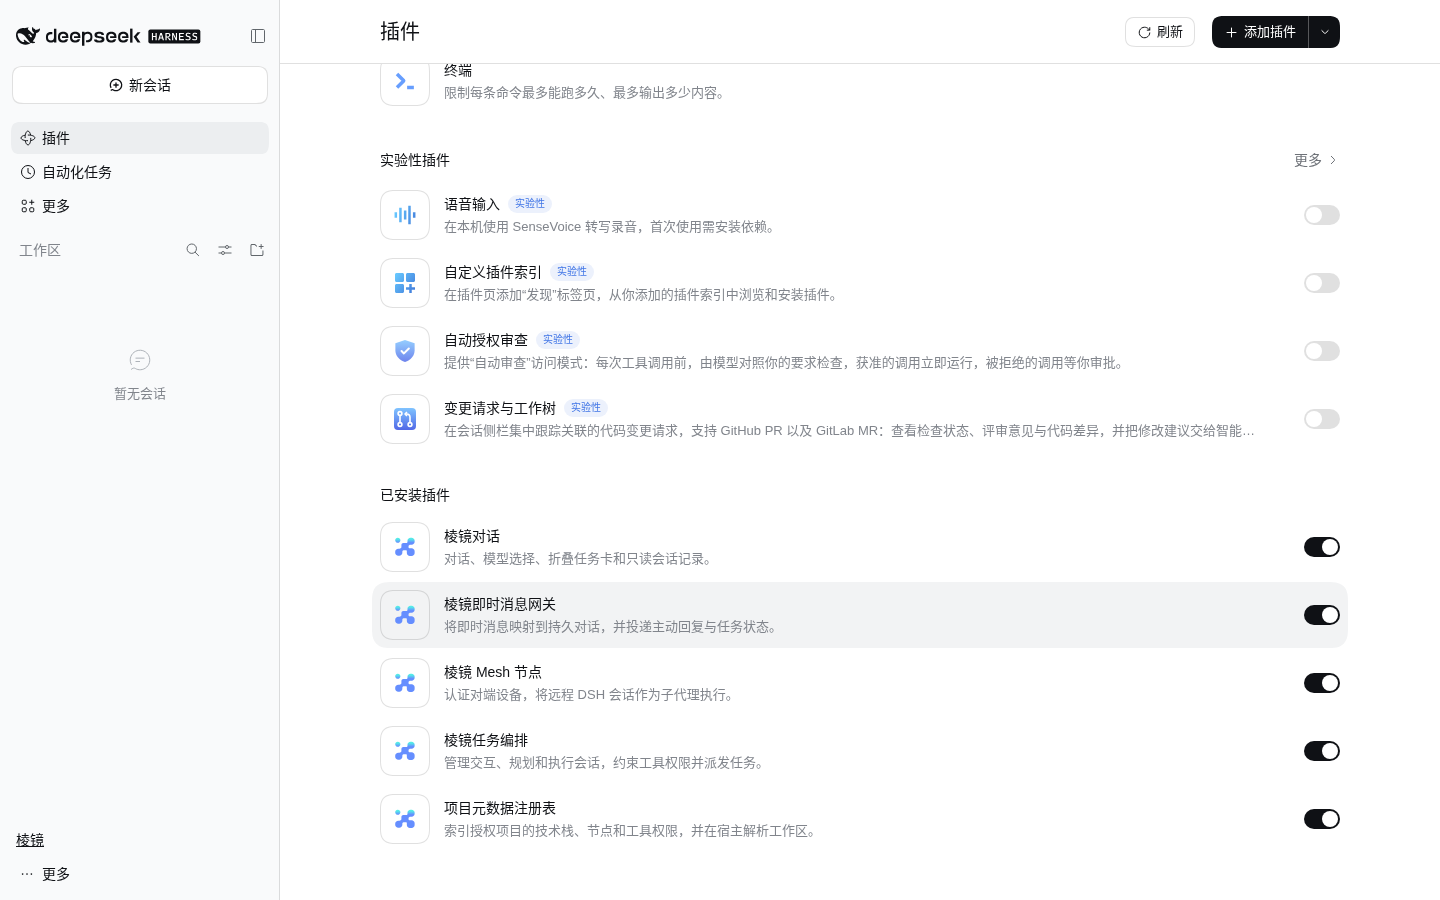 deepseek HARNESS
新会话
插件
自动化任务
更多
工作区
暂无会话
棱镜
更多
插件
刷新
添加插件
终端
限制每条命令最多能跑多久、最多输出多少内容。
实验性插件
更多
语音输入 实验性
在本机使用 SenseVoice 转写录音，首次使用需安装依赖。
自定义插件索引 实验性
在插件页添加“发现”标签页，从你添加的插件索引中浏览和安装插件。
自动授权审查 实验性
提供“自动审查”访问模式：每次工具调用前，由模型对照你的要求检查，获准的调用立即运行，被拒绝的调用等你审批。
变更请求与工作树 实验性
在会话侧栏集中跟踪关联的代码变更请求，支持 GitHub PR 以及 GitLab MR：查看检查状态、评审意见与代码差异，并把修改建议交给智能…
已安装插件
棱镜对话
对话、模型选择、折叠任务卡和只读会话记录。
棱镜即时消息网关
将即时消息映射到持久对话，并投递主动回复与任务状态。
棱镜 Mesh 节点
认证对端设备，将远程 DSH 会话作为子代理执行。
棱镜任务编排
管理交互、规划和执行会话，约束工具权限并派发任务。
项目元数据注册表
索引授权项目的技术栈、节点和工具权限，并在宿主解析工作区。